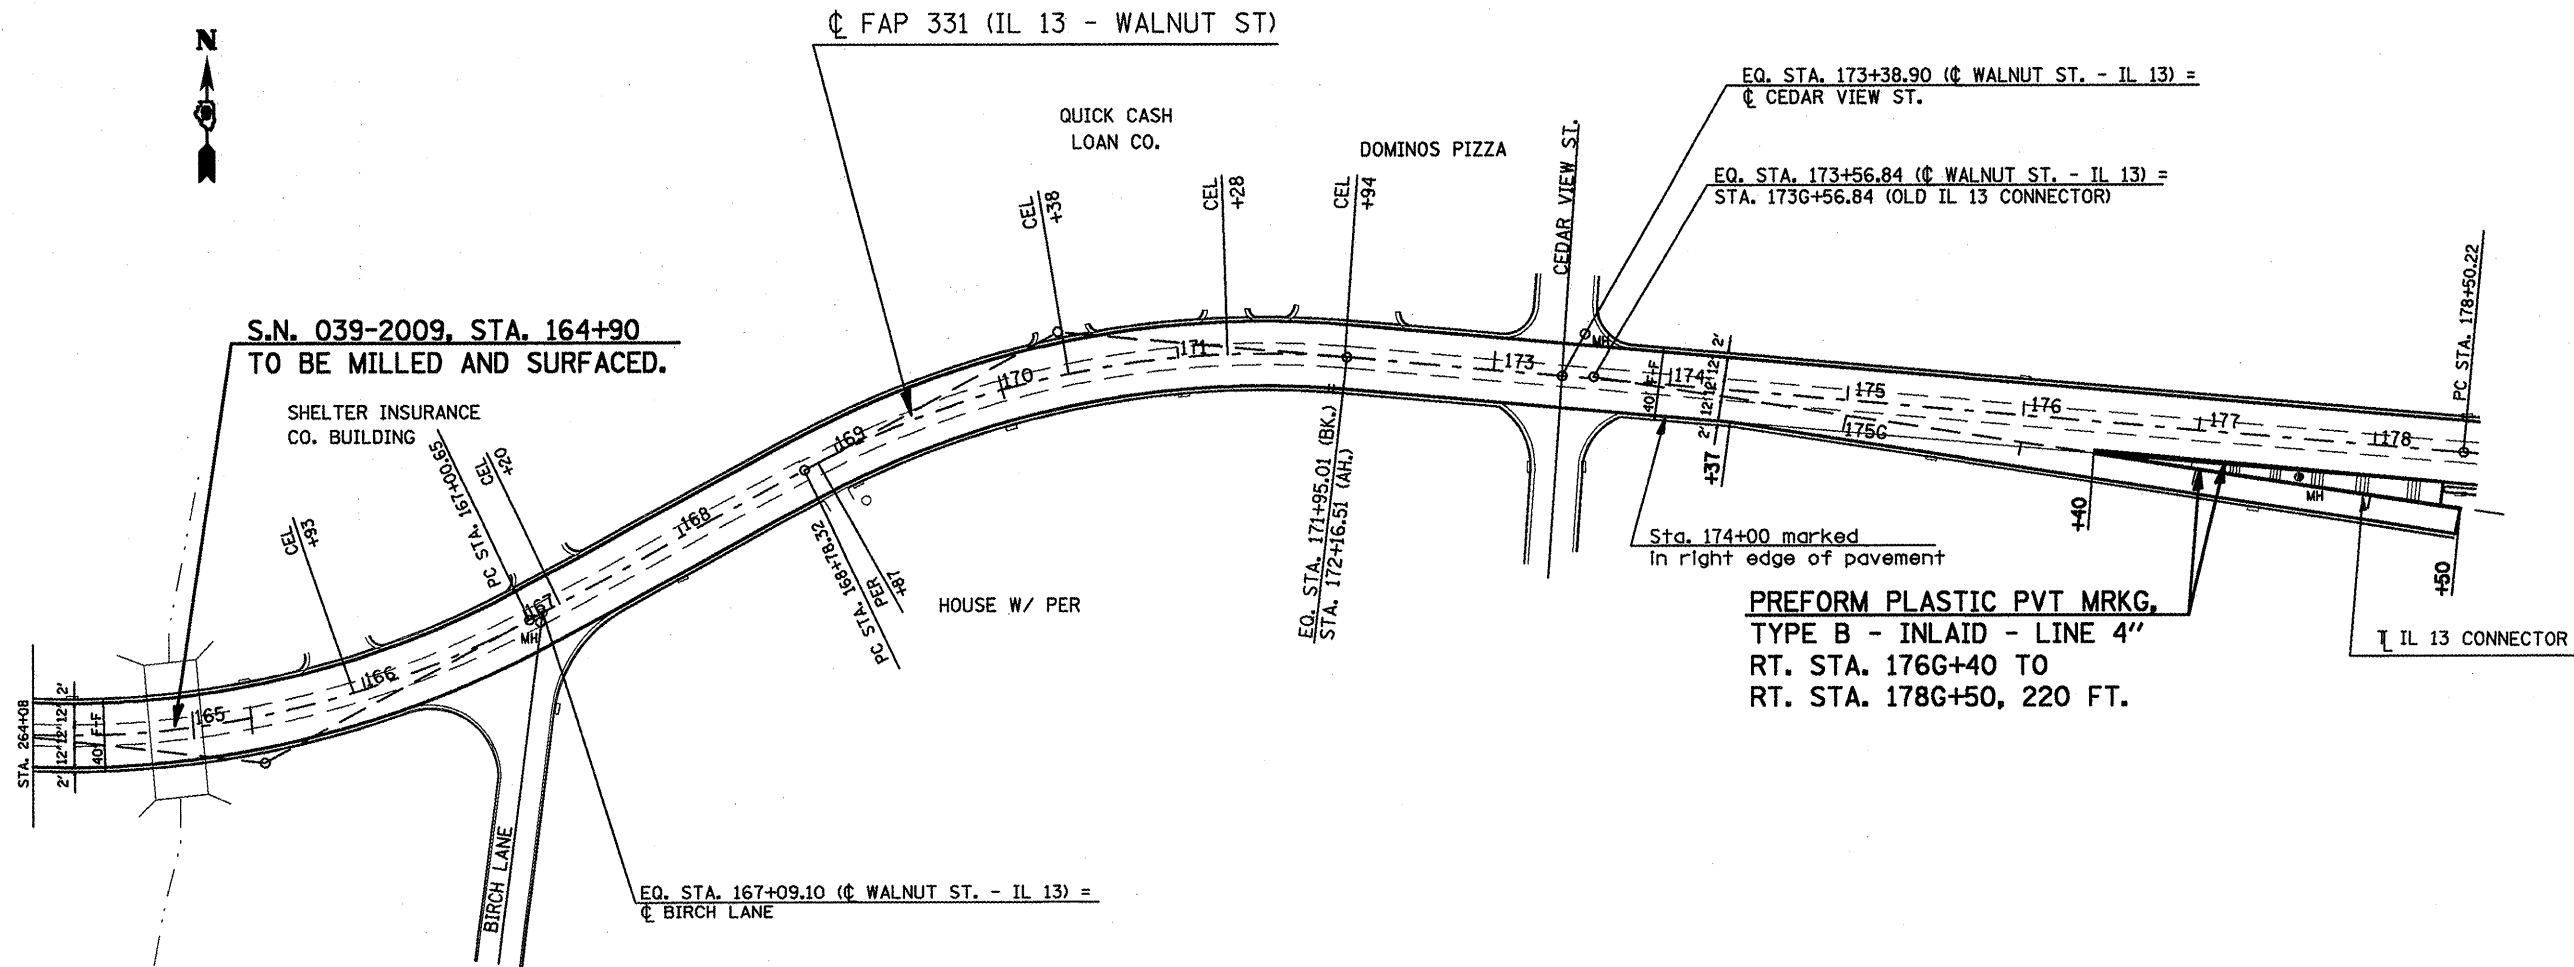 ℄ FAP 331 (IL 13 - WALNUT ST)
N
EQ. STA. 173+38.90 (℄ WALNUT ST. - IL 13) =
℄ CEDAR VIEW ST.
QUICK CASH
LOAN CO.
DOMINOS PIZZA
EQ. STA. 173+56.84 (℄ WALNUT ST. - IL 13) =
STA. 173G+56.84 (OLD IL 13 CONNECTOR)
CEL
+38
CEL
+28
CEL
+94
CEDAR VIEW ST.
PC STA. 178+50.22
S.N. 039-2009, STA. 164+90
TO BE MILLED AND SURFACED.
SHELTER INSURANCE
CO. BUILDING
PC STA. 167+00.65
CEL
+20
CEL
+93
MH
165
166
167
168
169
170
171
173
174
175
176
177
178
175G
MH
40' F-F
2' 12' 12' 12' 12' 2'
+37
+40
+50
MH
STA. 264+08
2' 12' 12' 12' 2'
40' F-F
PC STA. 168+78.32
PER
+87
HOUSE W/ PER
EQ. STA. 171+95.01 (BK.)
STA. 172+16.51 (AH.)
Sta. 174+00 marked
in right edge of pavement
PREFORM PLASTIC PVT MRKG,
TYPE B - INLAID - LINE 4"
RT. STA. 176G+40 TO
RT. STA. 178G+50, 220 FT.
IL 13 CONNECTOR
BIRCH LANE
EQ. STA. 167+09.10 (℄ WALNUT ST. - IL 13) =
℄ BIRCH LANE